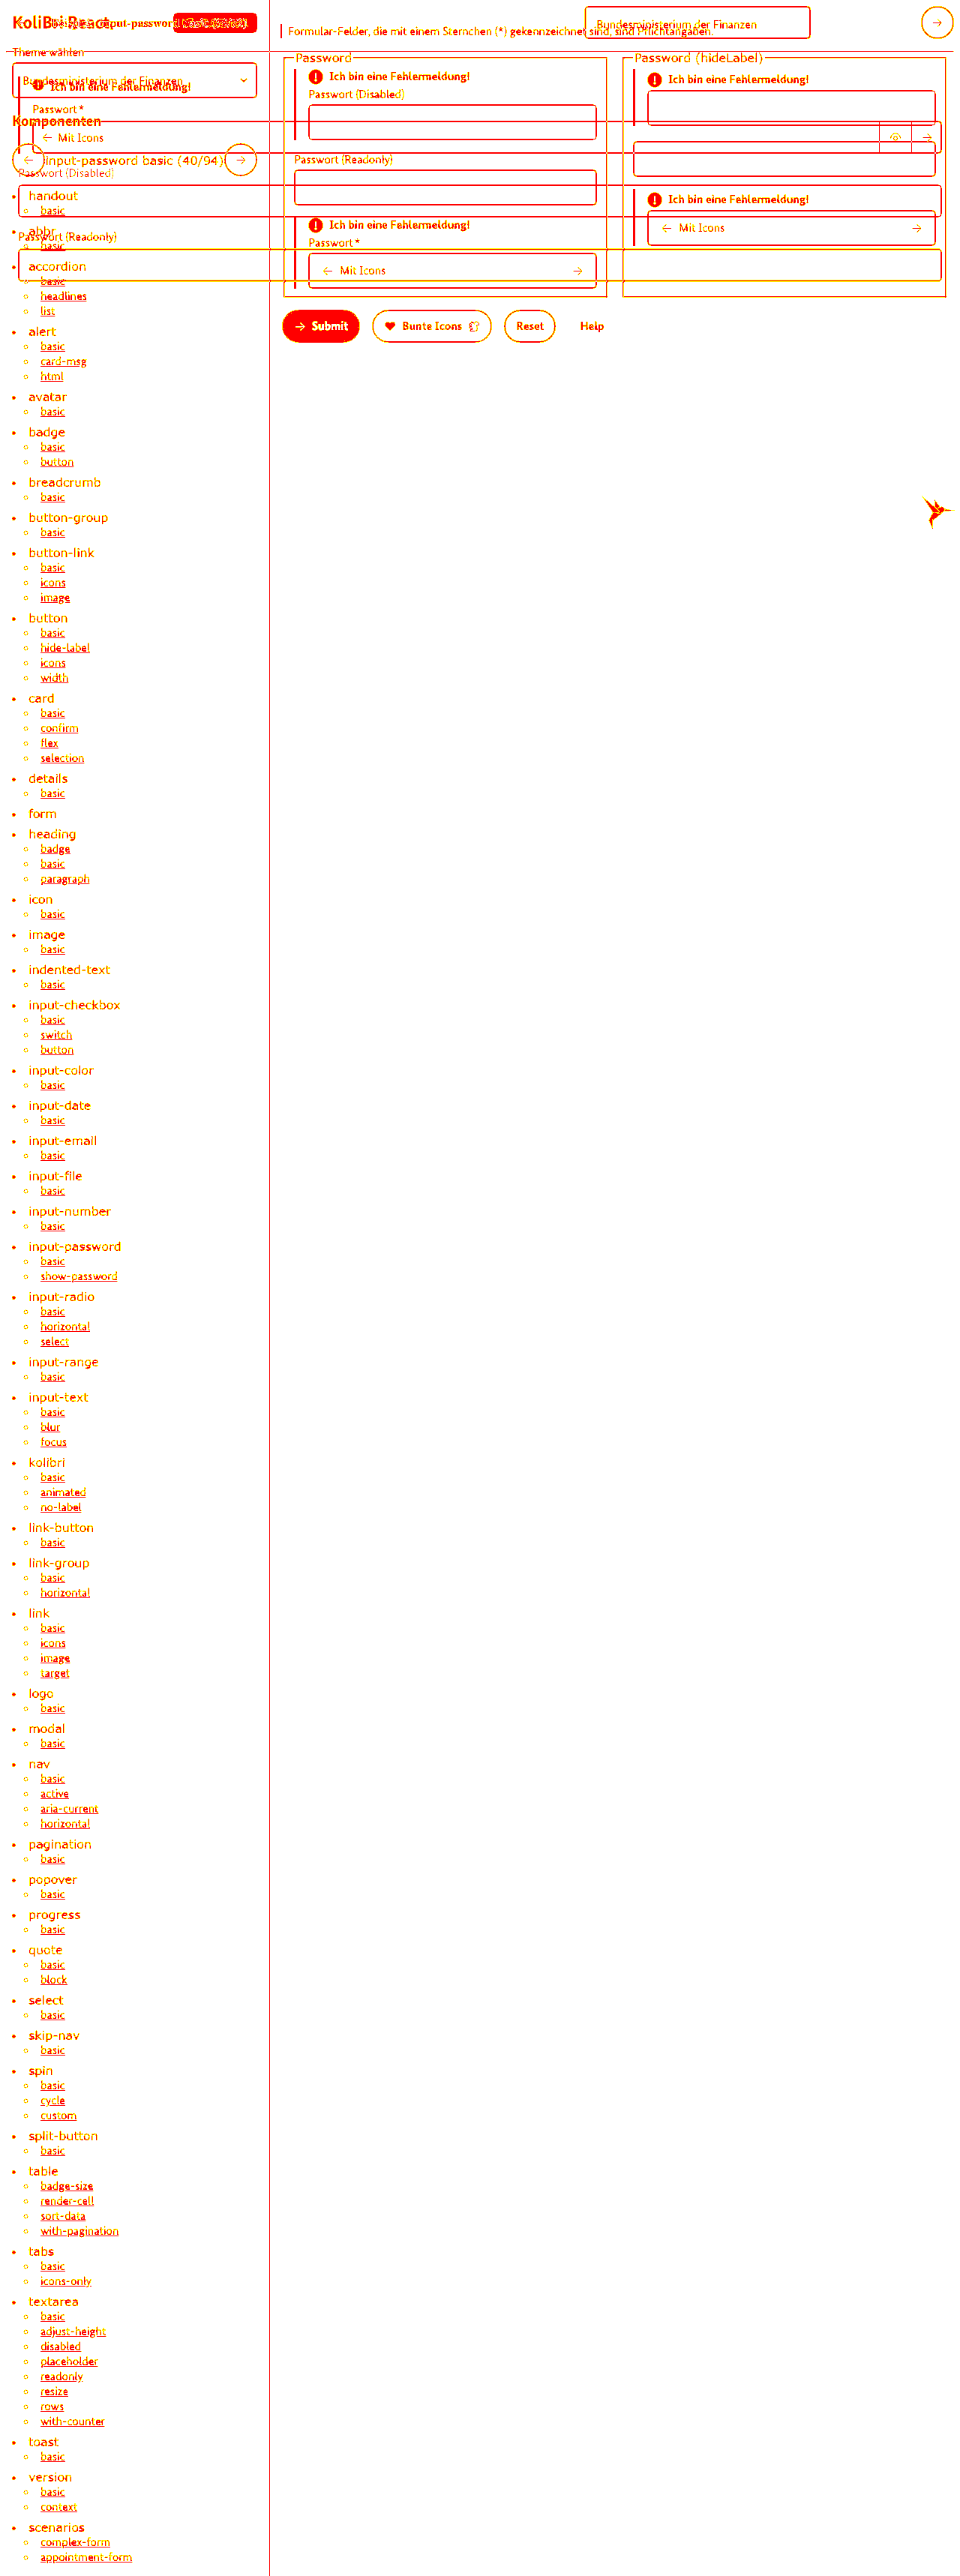 KoliBri React
Formular-Felder, die mit einem Sternchen (*) gekennzeichnet sind, sind Pflichtangaben.
Bundesministerium der Finanzen
Theme wählen
Bundesministerium der Finanzen
Ich bin eine Fehlermeldung!
Passwort *
Komponenten
Mit Icons
input-password basic (40/94)
Passwort (Disabled)
handout
basic
abbr
Passwort (Readonly)
basic
accordion
basic
headlines
list
alert
basic
card-msg
html
avatar
basic
badge
basic
button
breadcrumb
basic
button-group
basic
button-link
basic
icons
image
button
basic
hide-label
icons
width
card
basic
confirm
flex
selection
details
basic
form
heading
badge
basic
paragraph
icon
basic
image
basic
indented-text
basic
input-checkbox
basic
switch
button
input-color
basic
input-date
basic
input-email
basic
input-file
basic
input-number
basic
input-password
basic
show-password
input-radio
basic
horizontal
select
input-range
basic
input-text
basic
blur
focus
kolibri
basic
animated
no-label
link-button
basic
link-group
basic
horizontal
link
basic
icons
image
target
logo
basic
modal
basic
nav
basic
active
aria-current
horizontal
pagination
basic
popover
basic
progress
basic
quote
basic
block
select
basic
skip-nav
basic
spin
basic
cycle
custom
split-button
basic
table
badge-size
render-cell
sort-data
with-pagination
tabs
basic
icons-only
textarea
basic
adjust-height
disabled
placeholder
readonly
resize
rows
with-counter
toast
basic
version
basic
context
scenarios
complex-form
appointment-form
Password
Ich bin eine Fehlermeldung!
Passwort (Disabled)
Passwort (Readonly)
Ich bin eine Fehlermeldung!
Passwort *
Mit Icons
Password (hideLabel)
Ich bin eine Fehlermeldung!
Ich bin eine Fehlermeldung!
Mit Icons
Submit
Bunte Icons
Reset
Help